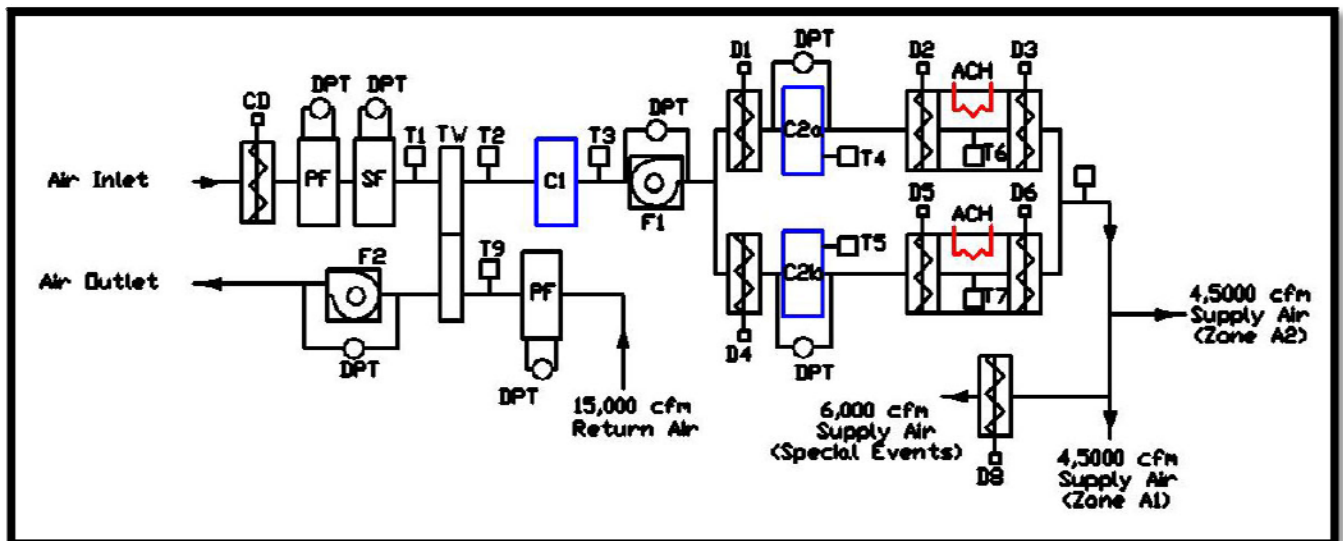 D1
DPT
D2
ACH
D3
DPT
DPT
CD
DPT
T1
TW
T2
T3
C2a
T4
T6
Air Inlet
PF
SF
C1
F1
D5
ACH
D6
F2
T9
T5
Air Outlet
PF
C2b
T7
4,5000 cfm
Supply Air
(Zone A2)
D4
DPT
DPT
DPT
15,000 cfm
Return Air
6,000 cfm
Supply Air
(Special Events)
D8
4,5000 cfm
Supply Air
(Zone A1)